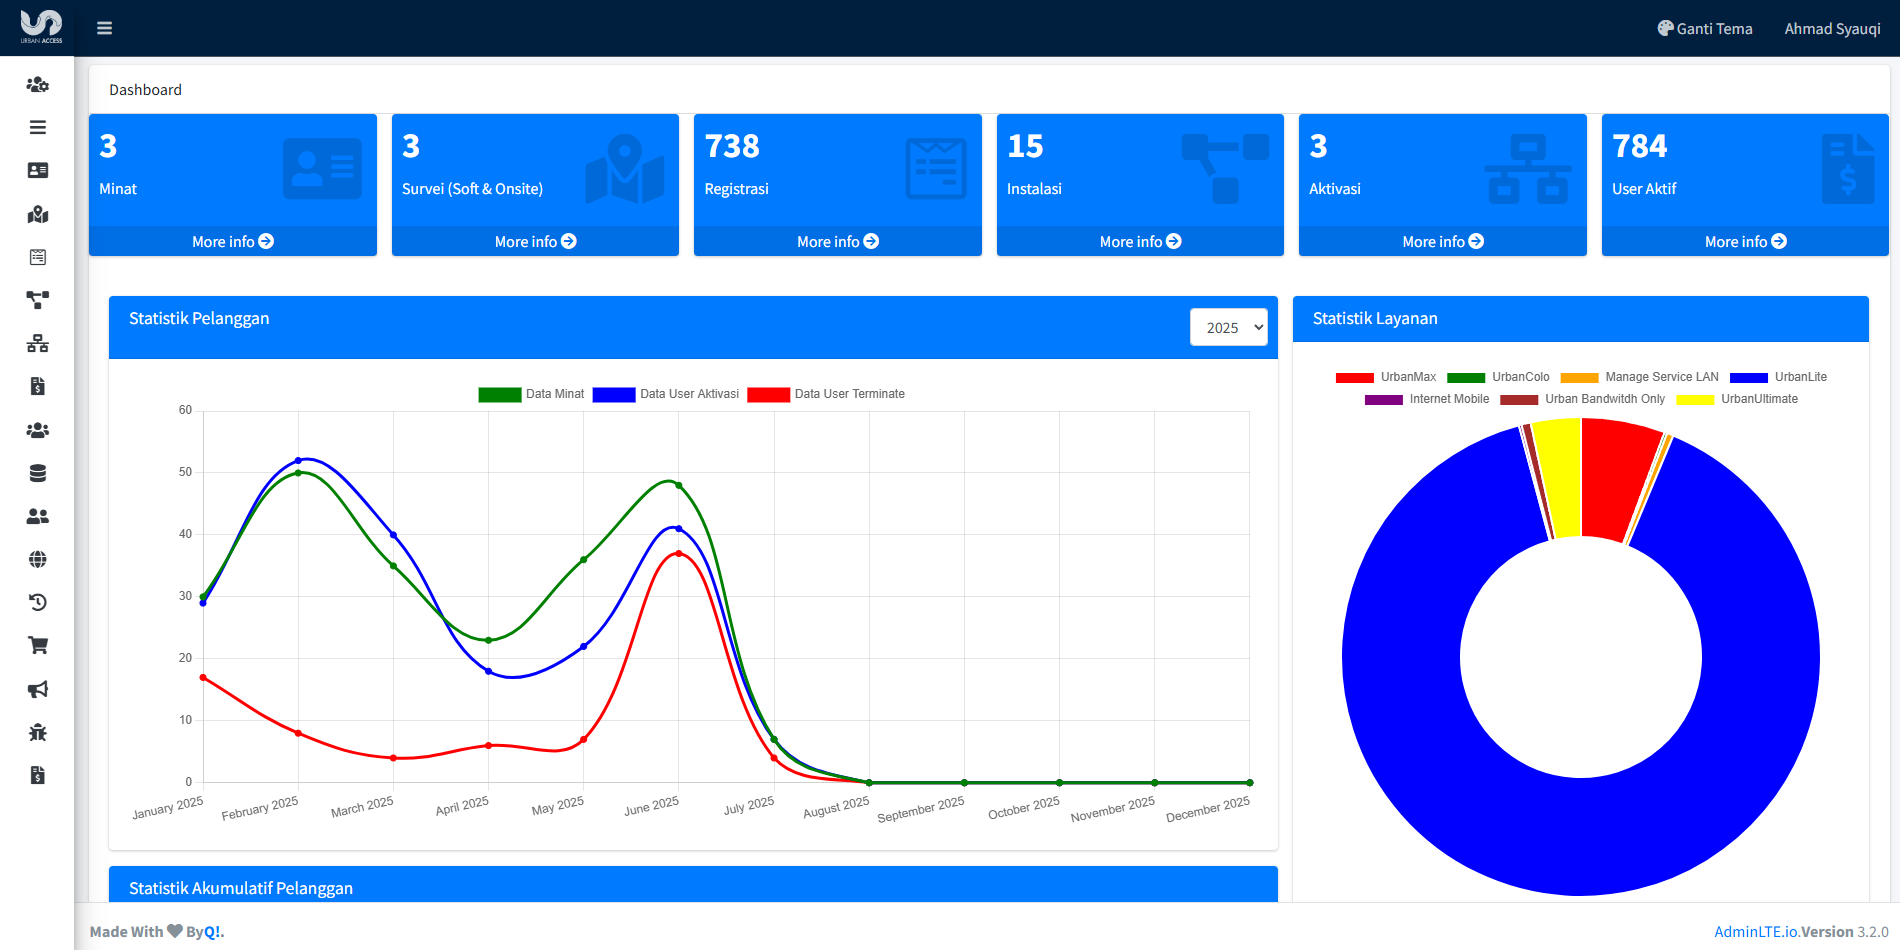 URBAN ACCESS
Ganti Tema
Ahmad Syauqi
Dashboard
3
Minat
More info
3
Survei (Soft & Onsite)
More info
738
Registrasi
More info
15
Instalasi
More info
3
Aktivasi
More info
784
User Aktif
More info
Statistik Pelanggan
2025
Data Minat
Data User Aktivasi
Data User Terminate
60
50
40
30
20
10
0
January 2025
February 2025
March 2025
April 2025
May 2025
June 2025
July 2025
August 2025
September 2025
October 2025
November 2025
December 2025
Statistik Layanan
UrbanMax
UrbanColo
Manage Service LAN
UrbanLite
Internet Mobile
Urban Bandwitdh Only
UrbanUltimate
Statistik Akumulatif Pelanggan
Made With ByQ!.
AdminLTE.io.Version 3.2.0